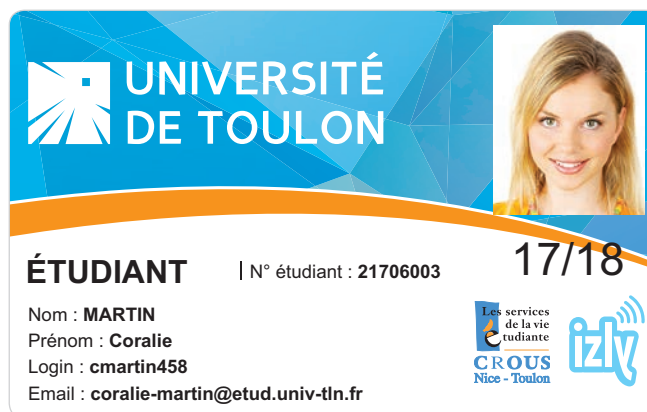 UNIVERSITÉ
DE TOULON
17/18
ÉTUDIANT
N° étudiant : 21706003
Nom : MARTIN
Prénom : Coralie
Login : cmartin458
Email : coralie-martin@etud.univ-tln.fr
Les services
de la vie
étudiante
CROUS
Nice - Toulon
izly